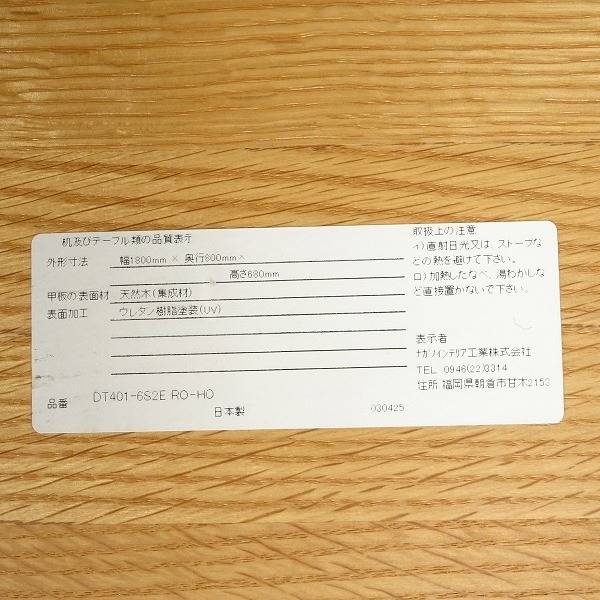 机及びテーブル類の品質表示
外形寸法 幅1800mm × 奥行800mm×
高さ680mm
甲板の表面材 天然木(集成材)
表面加工 ウレタン樹脂塗装(UV)
品番 DT401-6S2E RO-HO
日本製 030425
取扱上の注意
イ)直射日光又は、ストーブな
どの熱を避けて下さい。
ロ)加熱したなべ、湯わかしな
ど直接置かないで下さい。
表示者
ナガノインテリア工業株式会社
TEL 0946(22)3314
住所 福岡県朝倉市甘木2153